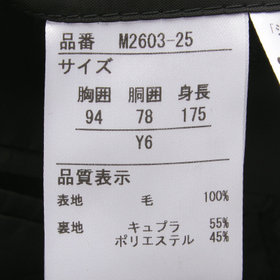 品番 M2603-25
サイズ
胸囲 胴囲 身長
94 78 175
Y6
品質表示
表地 毛 100%
裏地 キュプラ 55%
ポリエステル 45%